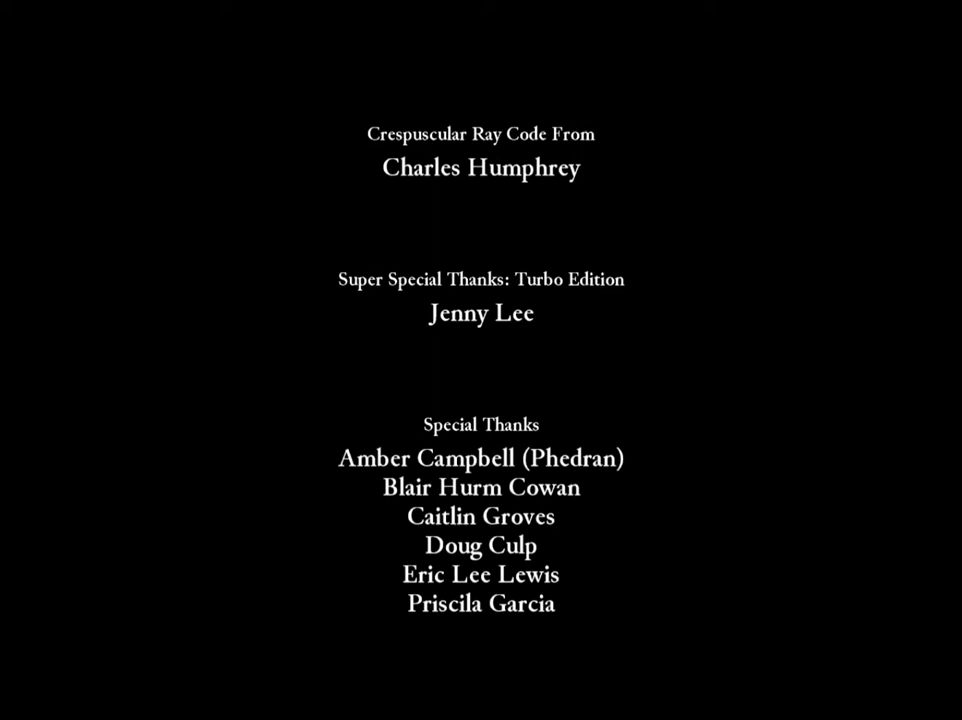 Crespuscular Ray Code From
Charles Humphrey
Super Special Thanks: Turbo Edition
Jenny Lee
Special Thanks
Amber Campbell (Phedran)
Blair Hurm Cowan
Caitlin Groves
Doug Culp
Eric Lee Lewis
Priscila Garcia